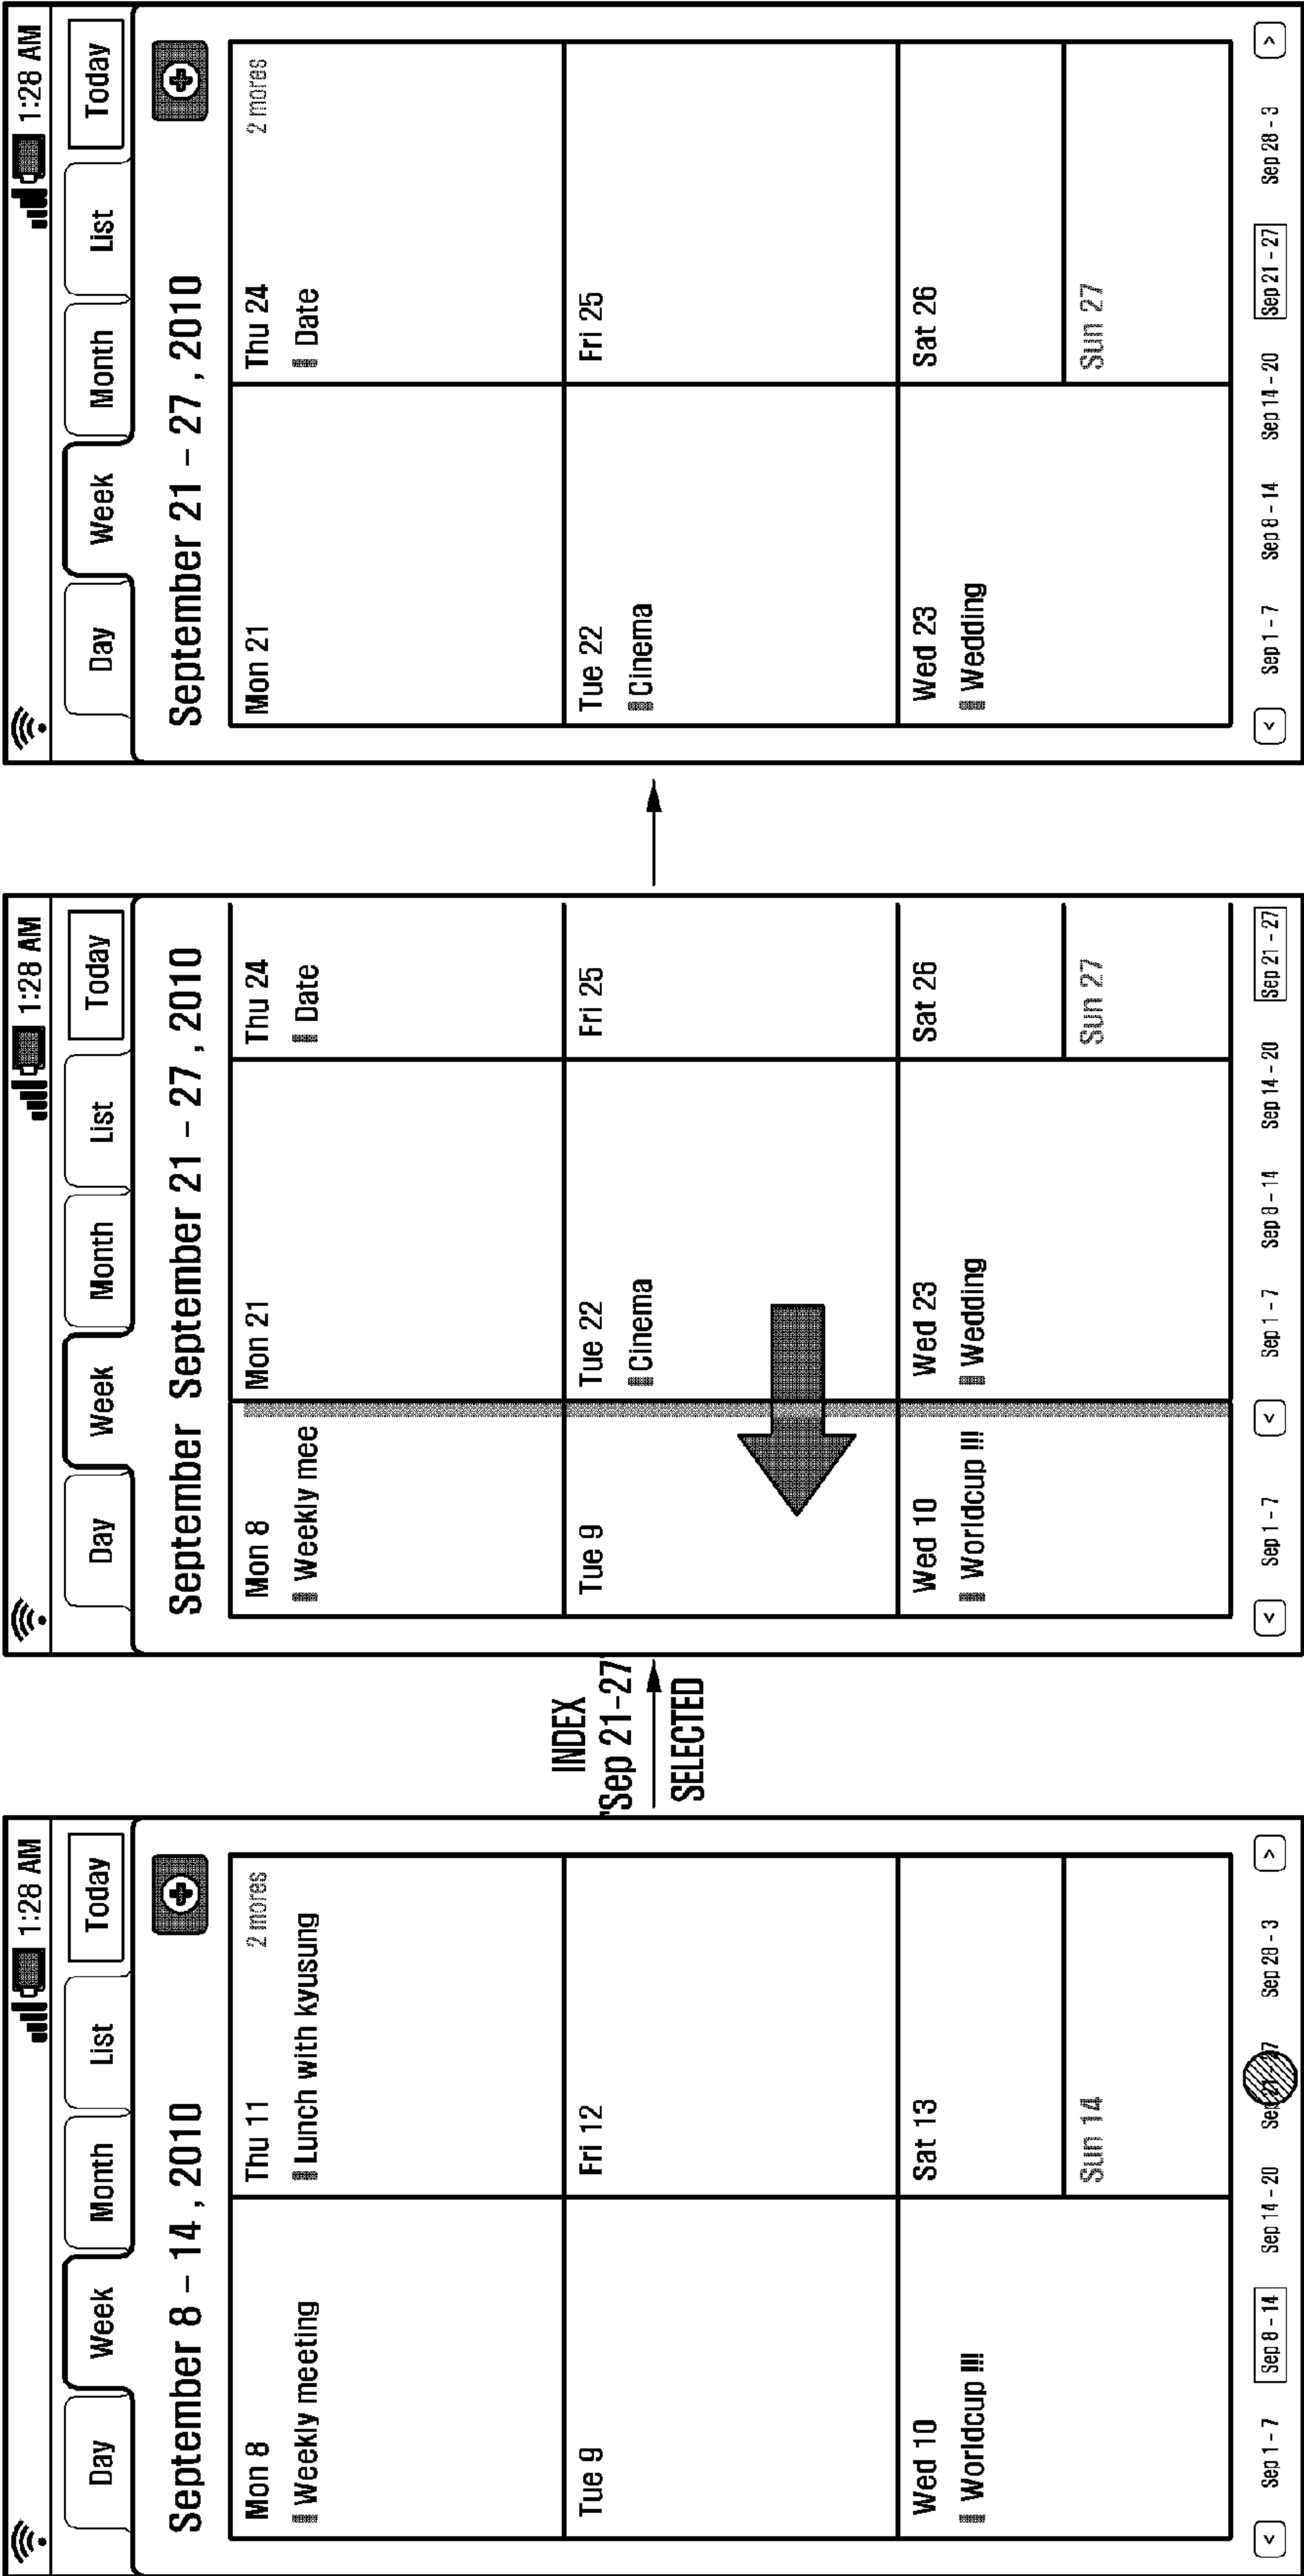 1:28 AM
Day Week Month List Today
September 8 – 14 , 2010
Mon 8
Weekly meeting
Thu 11 2 mores
Lunch with kyusung
Tue 9
Fri 12
Wed 10
Worldcup !!!
Sat 13
Sun 14
< Sep 1 - 7 Sep 8 - 14 Sep 14 - 20 Sep 21 - 27 Sep 28 - 3 >
INDEX
'Sep 21-27'
SELECTED
1:28 AM
Day Week Month List Today
September September 21 – 27 , 2010
Mon 8
Weekly mee
Mon 21
Thu 24
Date
Tue 9
Tue 22
Cinema
Fri 25
Wed 10
Worldcup !!!
Wed 23
Wedding
Sat 26
Sun 27
< Sep 1 - 7 < Sep 1 - 7 Sep 8 - 14 Sep 14 - 20 Sep 21 - 27
1:28 AM
Day Week Month List Today
September 21 – 27 , 2010
Mon 21
Thu 24 2 mores
Date
Tue 22
Cinema
Fri 25
Wed 23
Wedding
Sat 26
Sun 27
< Sep 1 - 7 Sep 8 - 14 Sep 14 - 20 Sep 21 - 27 Sep 28 - 3 >